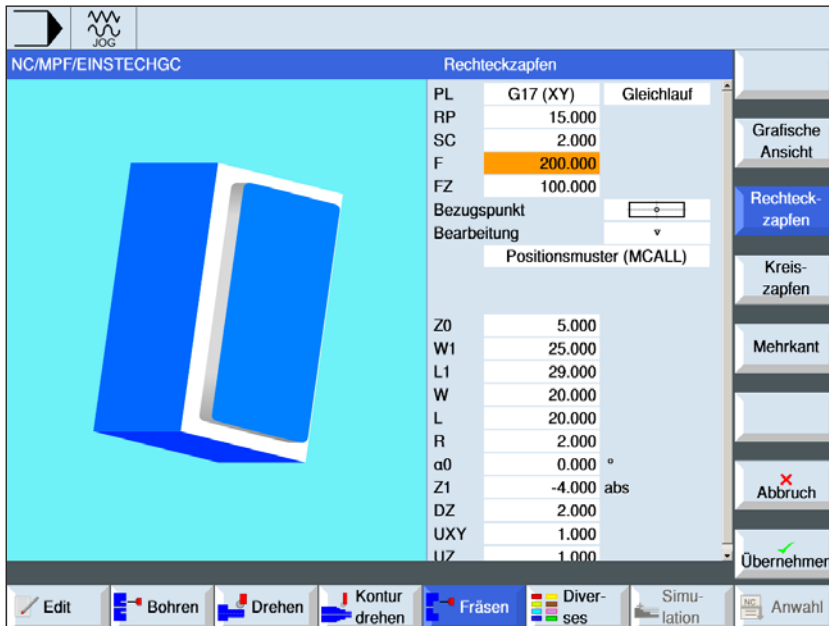 JOG
NC/MPF/EINSTECHGC Rechteckzapfen
PL G17 (XY) Gleichlauf
RP 15.000
SC 2.000
F 200.000
FZ 100.000
Bezugspunkt
Bearbeitung ▿
Positionsmuster (MCALL)
Z0 5.000
W1 25.000
L1 29.000
W 20.000
L 20.000
R 2.000
α0 0.000 °
Z1 -4.000 abs
DZ 2.000
UXY 1.000
UZ 1.000
Grafische
Ansicht
Rechteck-
zapfen
Kreis-
zapfen
Mehrkant
Abbruch
Übernehmen
Edit
Bohren
Drehen
Kontur
drehen
Fräsen
Diver-
ses
Simu-
lation
NC
Anwahl